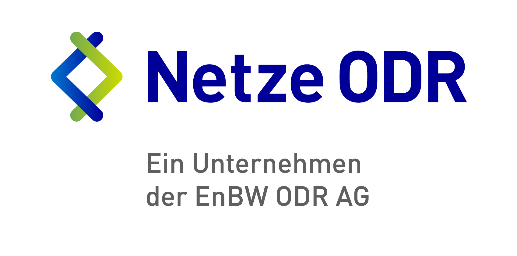 Netze ODR
Ein Unternehmen
der EnBW ODR AG